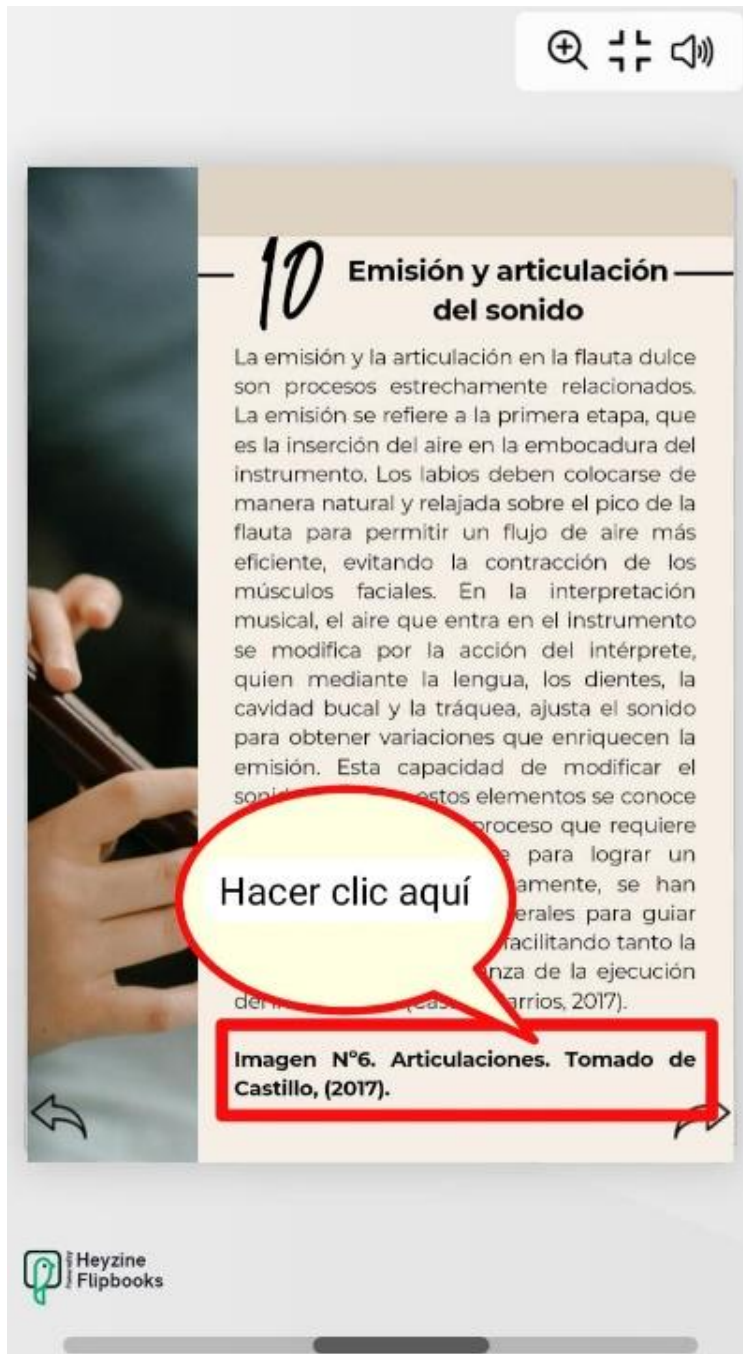 10
Emisión y articulación
del sonido
La emisión y la articulación en la flauta dulce
son procesos estrechamente relacionados.
La emisión se refiere a la primera etapa, que
es la inserción del aire en la embocadura del
instrumento. Los labios deben colocarse de
manera natural y relajada sobre el pico de la
flauta para permitir un flujo de aire más
eficiente, evitando la contracción de los
músculos faciales. En la interpretación
musical, el aire que entra en el instrumento
se modifica por la acción del intérprete,
quien mediante la lengua, los dientes, la
cavidad bucal y la tráquea, ajusta el sonido
para obtener variaciones que enriquecen la
emisión. Esta capacidad de modificar el
estos elementos se conoce
proceso que requiere
para lograr un
amente, se han
erales para guiar
facilitando tanto la
nza de la ejecución
arrios, 2017).
Hacer clic aquí
Imagen Nº6. Articulaciones. Tomado de
Castillo, (2017).
Heyzine
Flipbooks